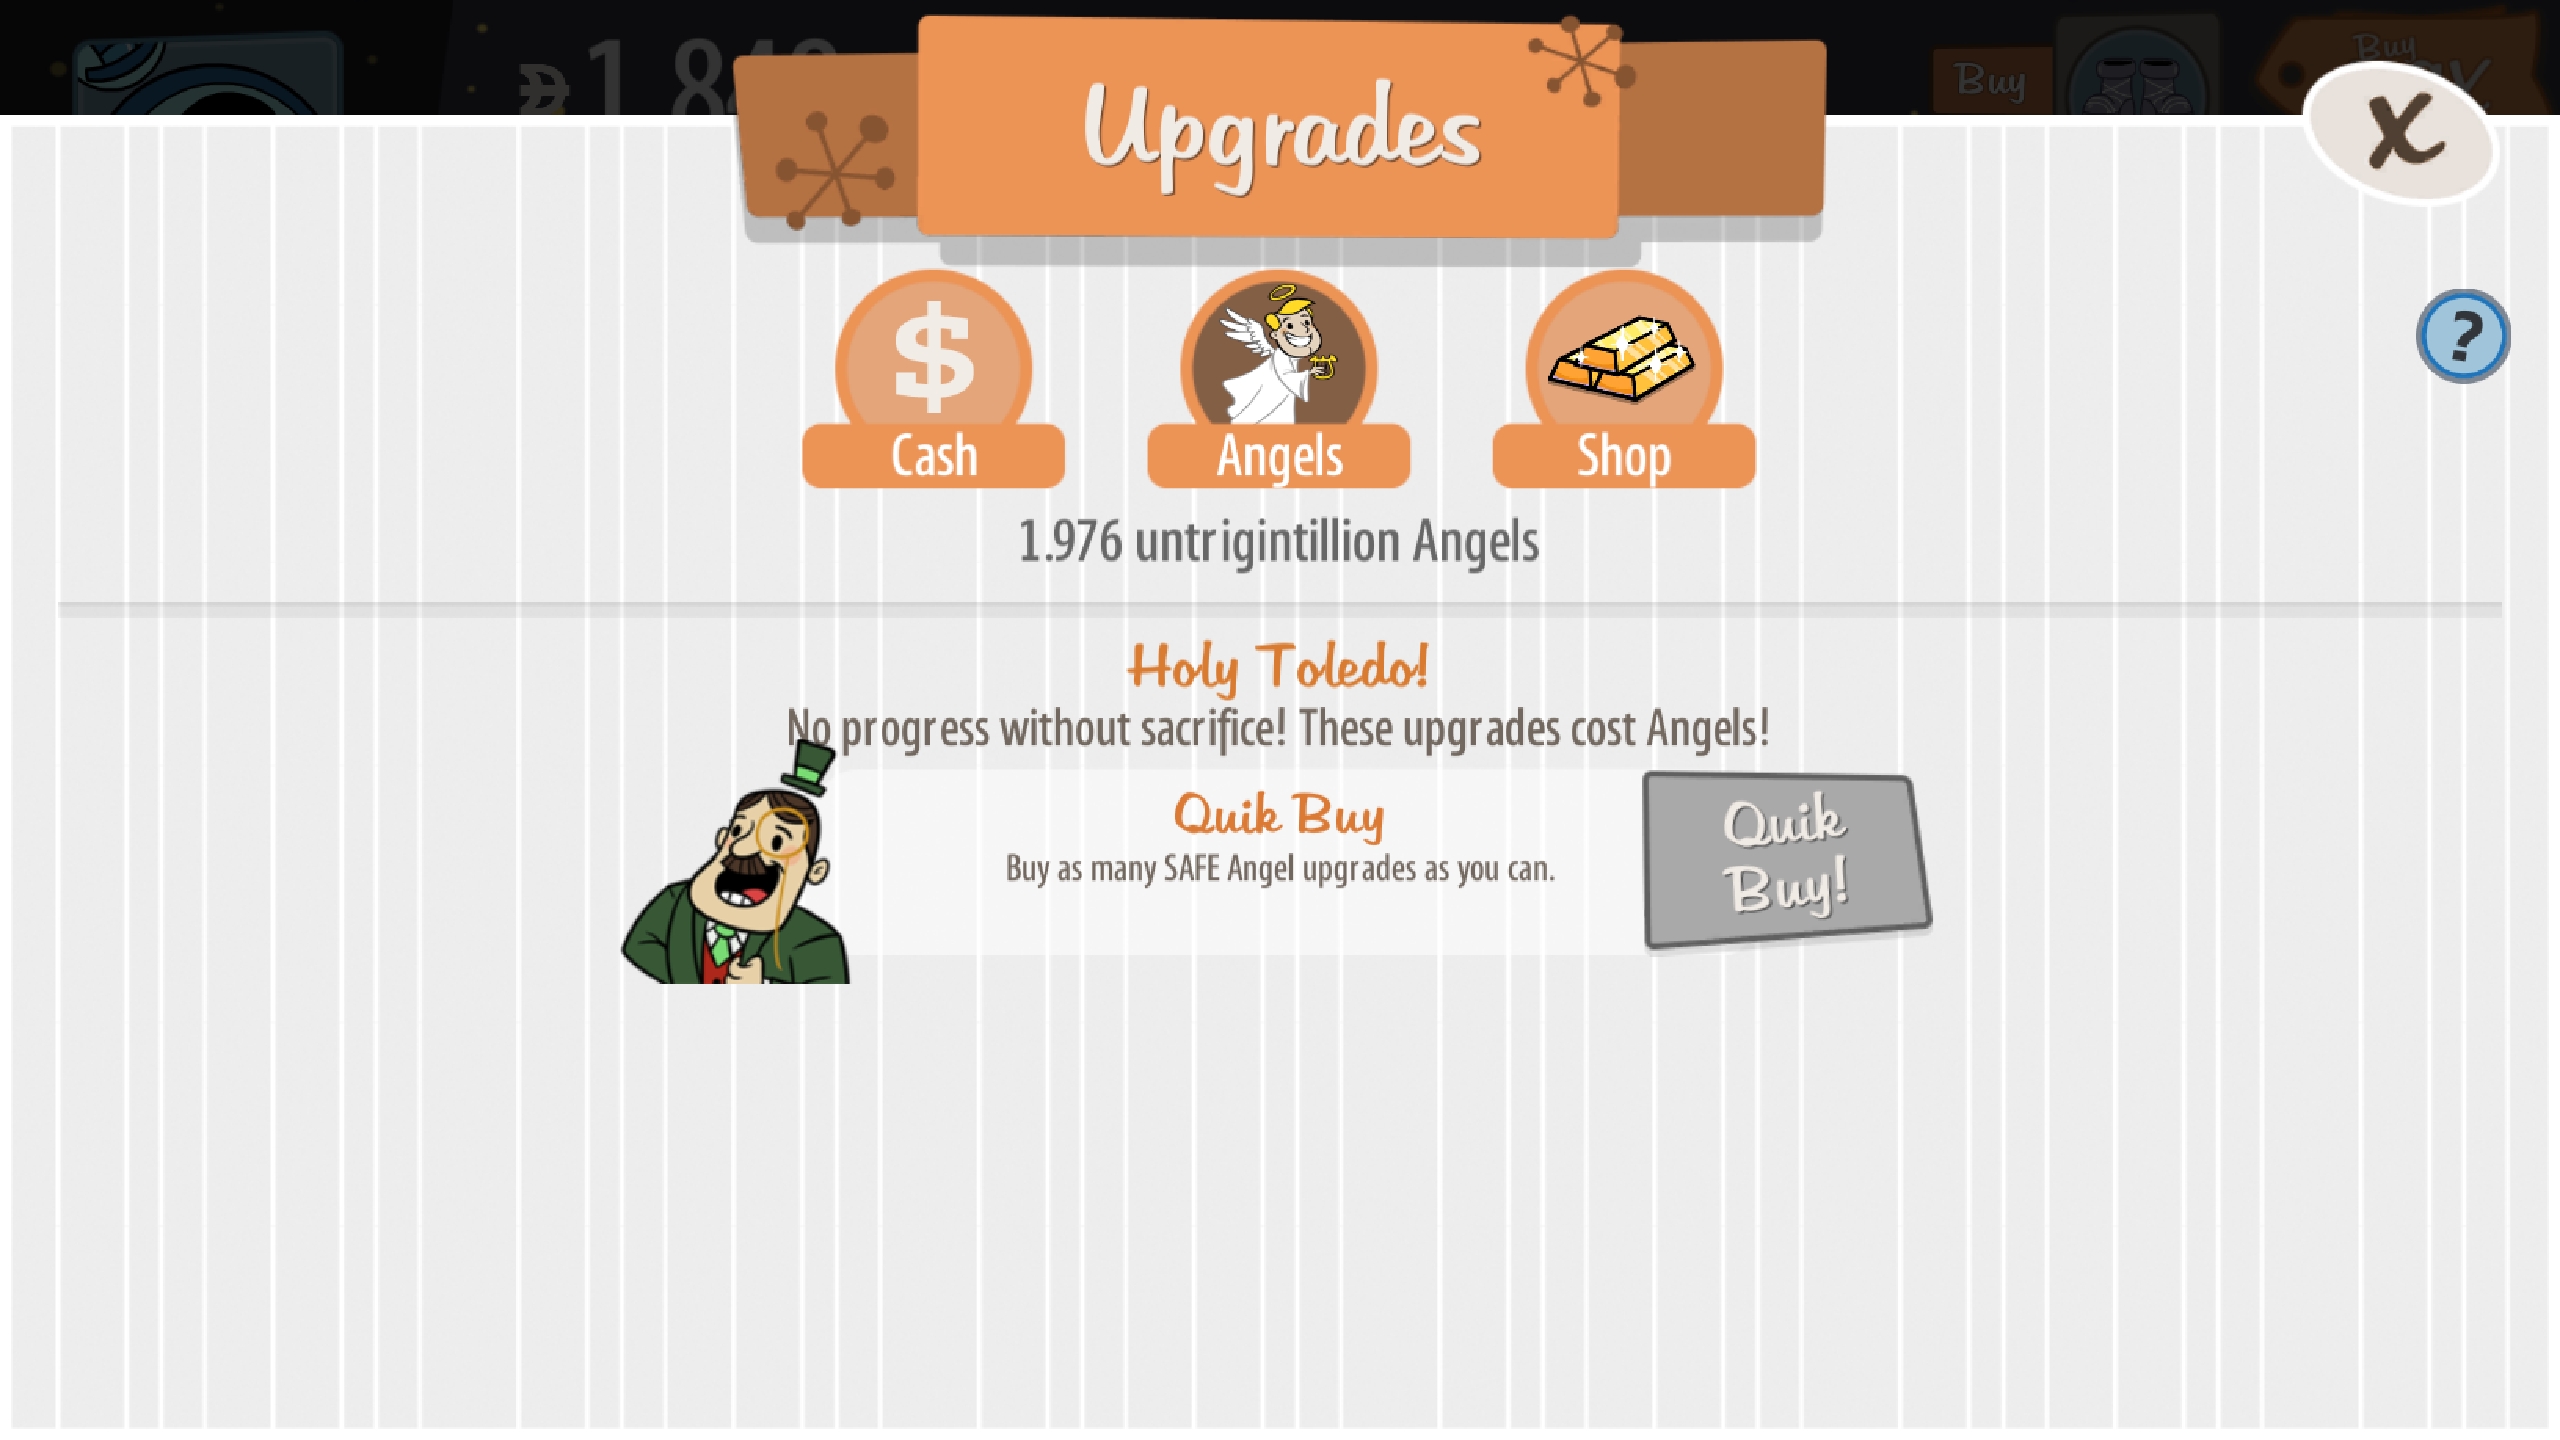 Upgrades
Buy
Buy
X
?
$
Cash
Angels
Shop
1.976 untrigintillion Angels
Holy Toledo!
No progress without sacrifice! These upgrades cost Angels!
Quik Buy
Buy as many SAFE Angel upgrades as you can.
Quik
Buy!